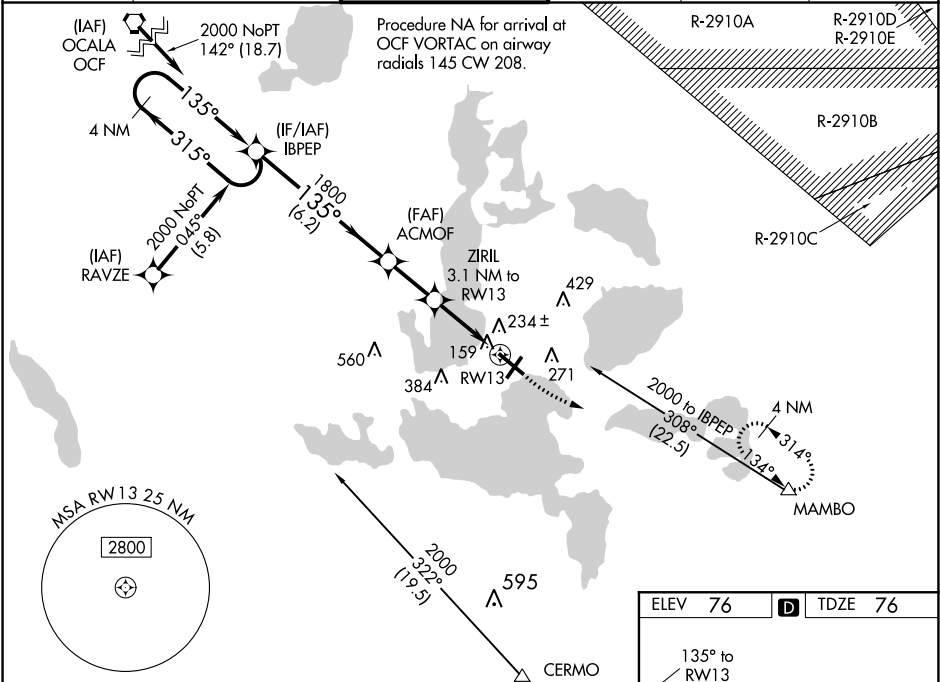 (IAF)
OCALA
OCF
2000 NoPT
142° (18.7)
Procedure NA for arrival at
OCF VORTAC on airway
radials 145 CW 208.
R-2910A
R-2910D
R-2910E
R-2910B
R-2910C
135°
4 NM
315°
(IF/IAF)
IBPEP
2000 NoPT
045°
(5.8)
(IAF)
RAVZE
1800
135°
(6.2)
(FAF)
ACMOF
ZIRIL
3.1 NM to
RW13
429
234 ±
159
560
384
RW13
271
2000 to IBPEP
308°
(22.5)
4 NM
314°
134°
MAMBO
MSA RW13 25 NM
2800
2000
322°
(19.5)
595
CERMO
ELEV 76
D
TDZE 76
135° to
RW13